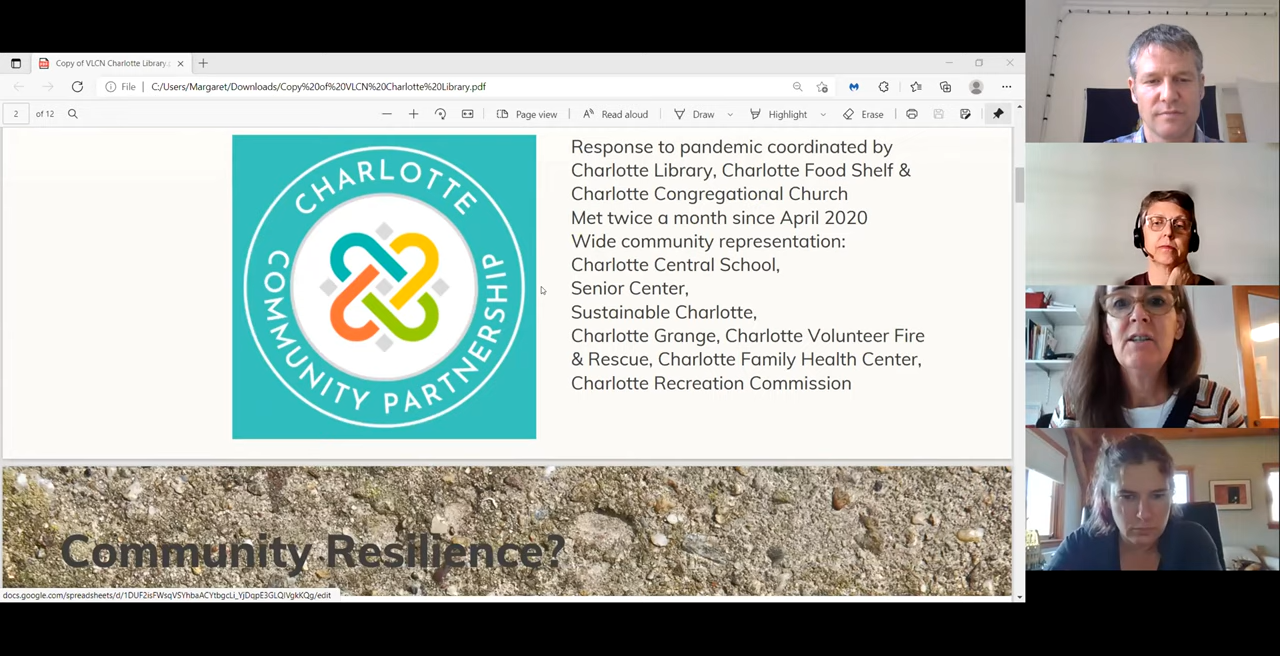 Copy of VLCN Charlotte Library.p
File
C:/Users/Margaret/Downloads/Copy%20of%20VLCN%20Charlotte%20Library.pdf
2 of 12
Page view
Read aloud
Draw
Highlight
Erase
CHARLOTTE
COMMUNITY PARTNERSHIP
Response to pandemic coordinated by
Charlotte Library, Charlotte Food Shelf &
Charlotte Congregational Church
Met twice a month since April 2020
Wide community representation:
Charlotte Central School,
Senior Center,
Sustainable Charlotte,
Charlotte Grange, Charlotte Volunteer Fire
& Rescue, Charlotte Family Health Center,
Charlotte Recreation Commission
Community Resilience?